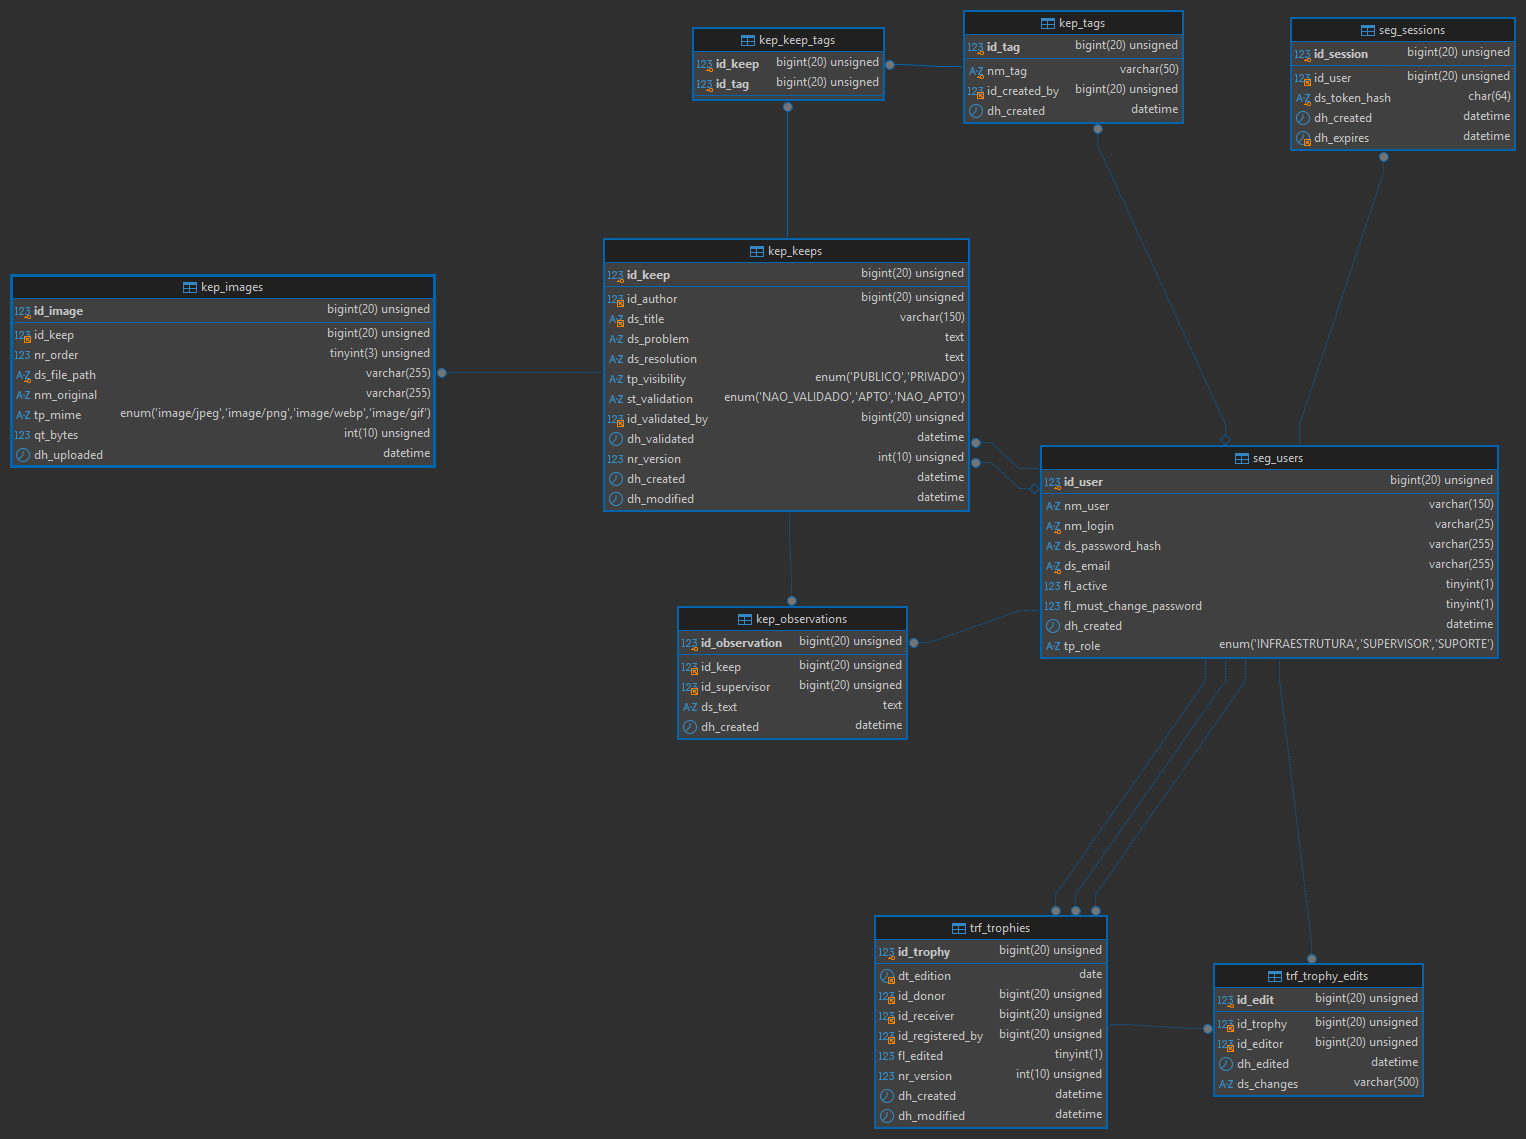 kep_keep_tags
id_keep bigint(20) unsigned
id_tag bigint(20) unsigned
kep_tags
id_tag bigint(20) unsigned
nm_tag varchar(50)
id_created_by bigint(20) unsigned
dh_created datetime
seg_sessions
id_session bigint(20) unsigned
id_user bigint(20) unsigned
ds_token_hash char(64)
dh_created datetime
dh_expires datetime
kep_images
id_image bigint(20) unsigned
id_keep bigint(20) unsigned
nr_order tinyint(3) unsigned
ds_file_path varchar(255)
nm_original varchar(255)
tp_mime enum('image/jpeg','image/png','image/webp','image/gif')
qt_bytes int(10) unsigned
dh_uploaded datetime
kep_keeps
id_keep bigint(20) unsigned
id_author bigint(20) unsigned
ds_title varchar(150)
ds_problem text
ds_resolution text
tp_visibility enum('PUBLICO','PRIVADO')
st_validation enum('NAO_VALIDADO','APTO','NAO_APTO')
id_validated_by bigint(20) unsigned
dh_validated datetime
nr_version int(10) unsigned
dh_created datetime
dh_modified datetime
seg_users
id_user bigint(20) unsigned
nm_user varchar(150)
nm_login varchar(25)
ds_password_hash varchar(255)
ds_email varchar(255)
fl_active tinyint(1)
fl_must_change_password tinyint(1)
dh_created datetime
tp_role enum('INFRAESTRUTURA','SUPERVISOR','SUPORTE')
kep_observations
id_observation bigint(20) unsigned
id_keep bigint(20) unsigned
id_supervisor bigint(20) unsigned
ds_text text
dh_created datetime
trf_trophies
id_trophy bigint(20) unsigned
dt_edition date
id_donor bigint(20) unsigned
id_receiver bigint(20) unsigned
id_registered_by bigint(20) unsigned
fl_edited tinyint(1)
nr_version int(10) unsigned
dh_created datetime
dh_modified datetime
trf_trophy_edits
id_edit bigint(20) unsigned
id_trophy bigint(20) unsigned
id_editor bigint(20) unsigned
dh_edited datetime
ds_changes varchar(500)